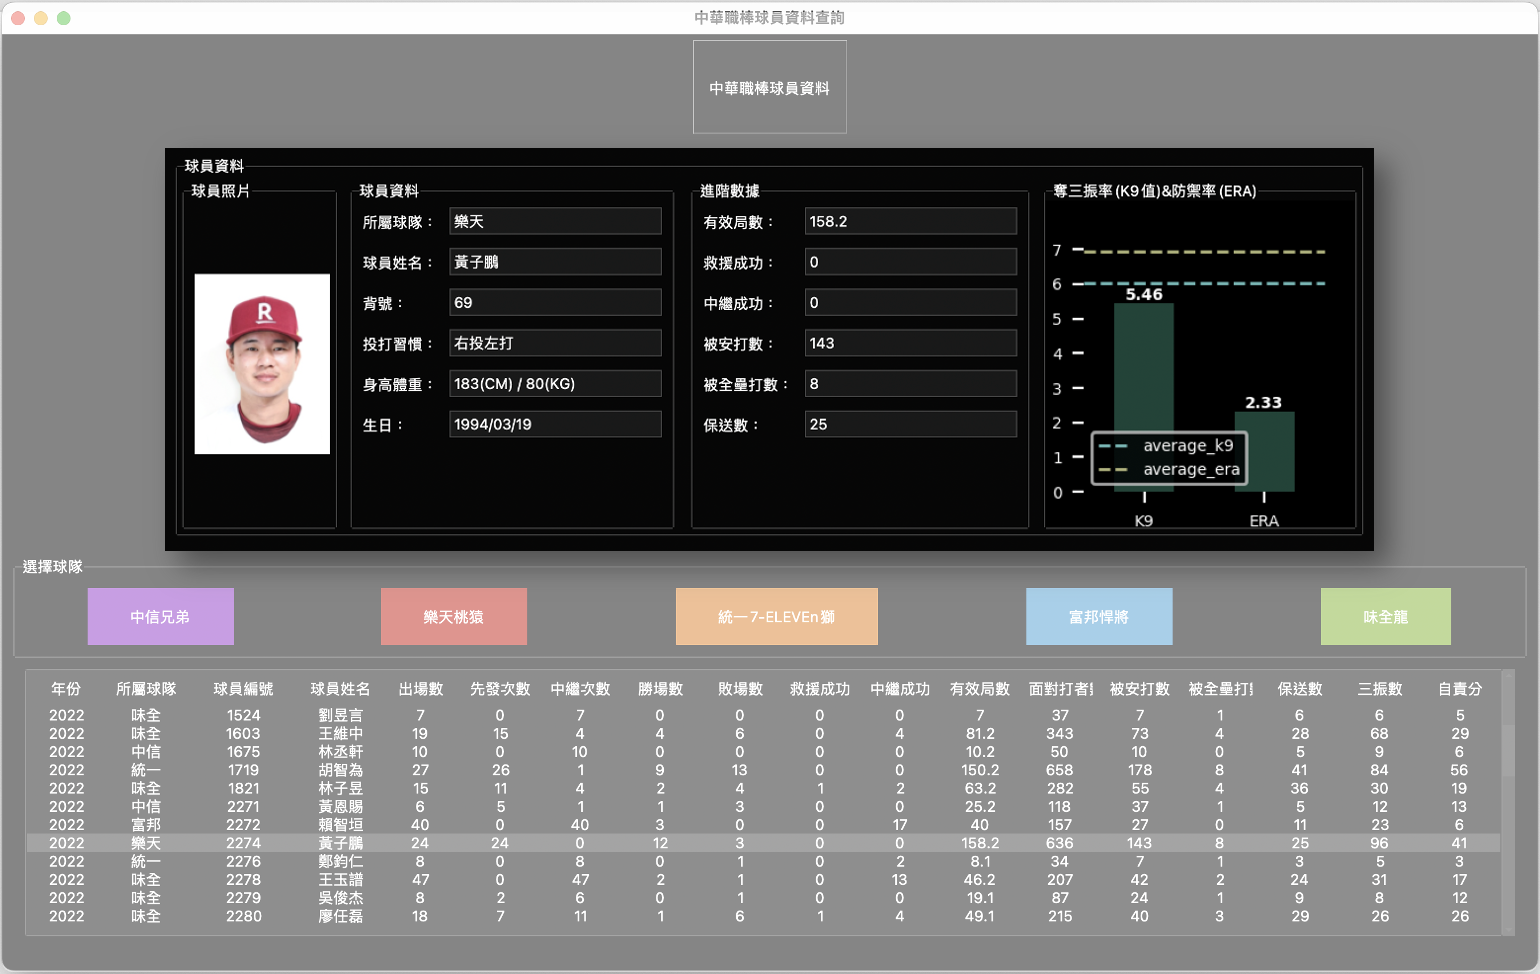 中華職棒球員資料查詢
中華職棒球員資料
球員資料
球員照片
R
球員資料
所屬球隊： 樂天
球員姓名： 黃子鵬
背號： 69
投打習慣： 右投左打
身高體重： 183(CM) / 80(KG)
生日： 1994/03/19
進階數據
有效局數： 158.2
救援成功： 0
中繼成功： 0
被安打數： 143
被全壘打數： 8
保送數： 25
奪三振率(K9值)&防禦率(ERA)
7
6
5.46
5
4
3
2.33
2
1
0
average_k9
average_era
K9 ERA
選擇球隊
中信兄弟 樂天桃猿 統一7-ELEVEn獅 富邦悍將 味全龍
年份 所屬球隊 球員編號 球員姓名 出場數 先發次數 中繼次數 勝場數 敗場數 救援成功 中繼成功 有效局數 面對打者 被安打數 被全壘打 保送數 三振數 自責分
2022 味全 1524 劉昱言 7 0 7 0 0 0 0 7 37 7 1 6 6 5
2022 味全 1603 王維中 19 15 4 4 6 0 4 81.2 343 73 4 28 68 29
2022 中信 1675 林丞軒 10 0 10 0 0 0 0 10.2 50 10 0 5 9 6
2022 統一 1719 胡智為 27 26 1 9 13 0 0 150.2 658 178 8 41 84 56
2022 味全 1821 林子昱 15 11 4 2 4 1 2 63.2 282 55 4 36 30 19
2022 中信 2271 黃恩賜 6 5 1 1 3 0 0 25.2 118 37 1 5 12 13
2022 富邦 2272 賴智垣 40 0 40 3 0 0 17 40 157 27 0 11 23 6
2022 樂天 2274 黃子鵬 24 24 0 12 3 0 0 158.2 636 143 8 25 96 41
2022 統一 2276 鄭鈞仁 8 0 8 0 1 0 2 8.1 34 7 1 3 5 3
2022 味全 2278 王玉譜 47 0 47 2 1 0 13 46.2 207 42 2 24 31 17
2022 味全 2279 吳俊杰 8 2 6 0 1 0 0 19.1 87 24 1 9 8 12
2022 味全 2280 廖任磊 18 7 11 1 6 1 4 49.1 215 40 3 29 26 26